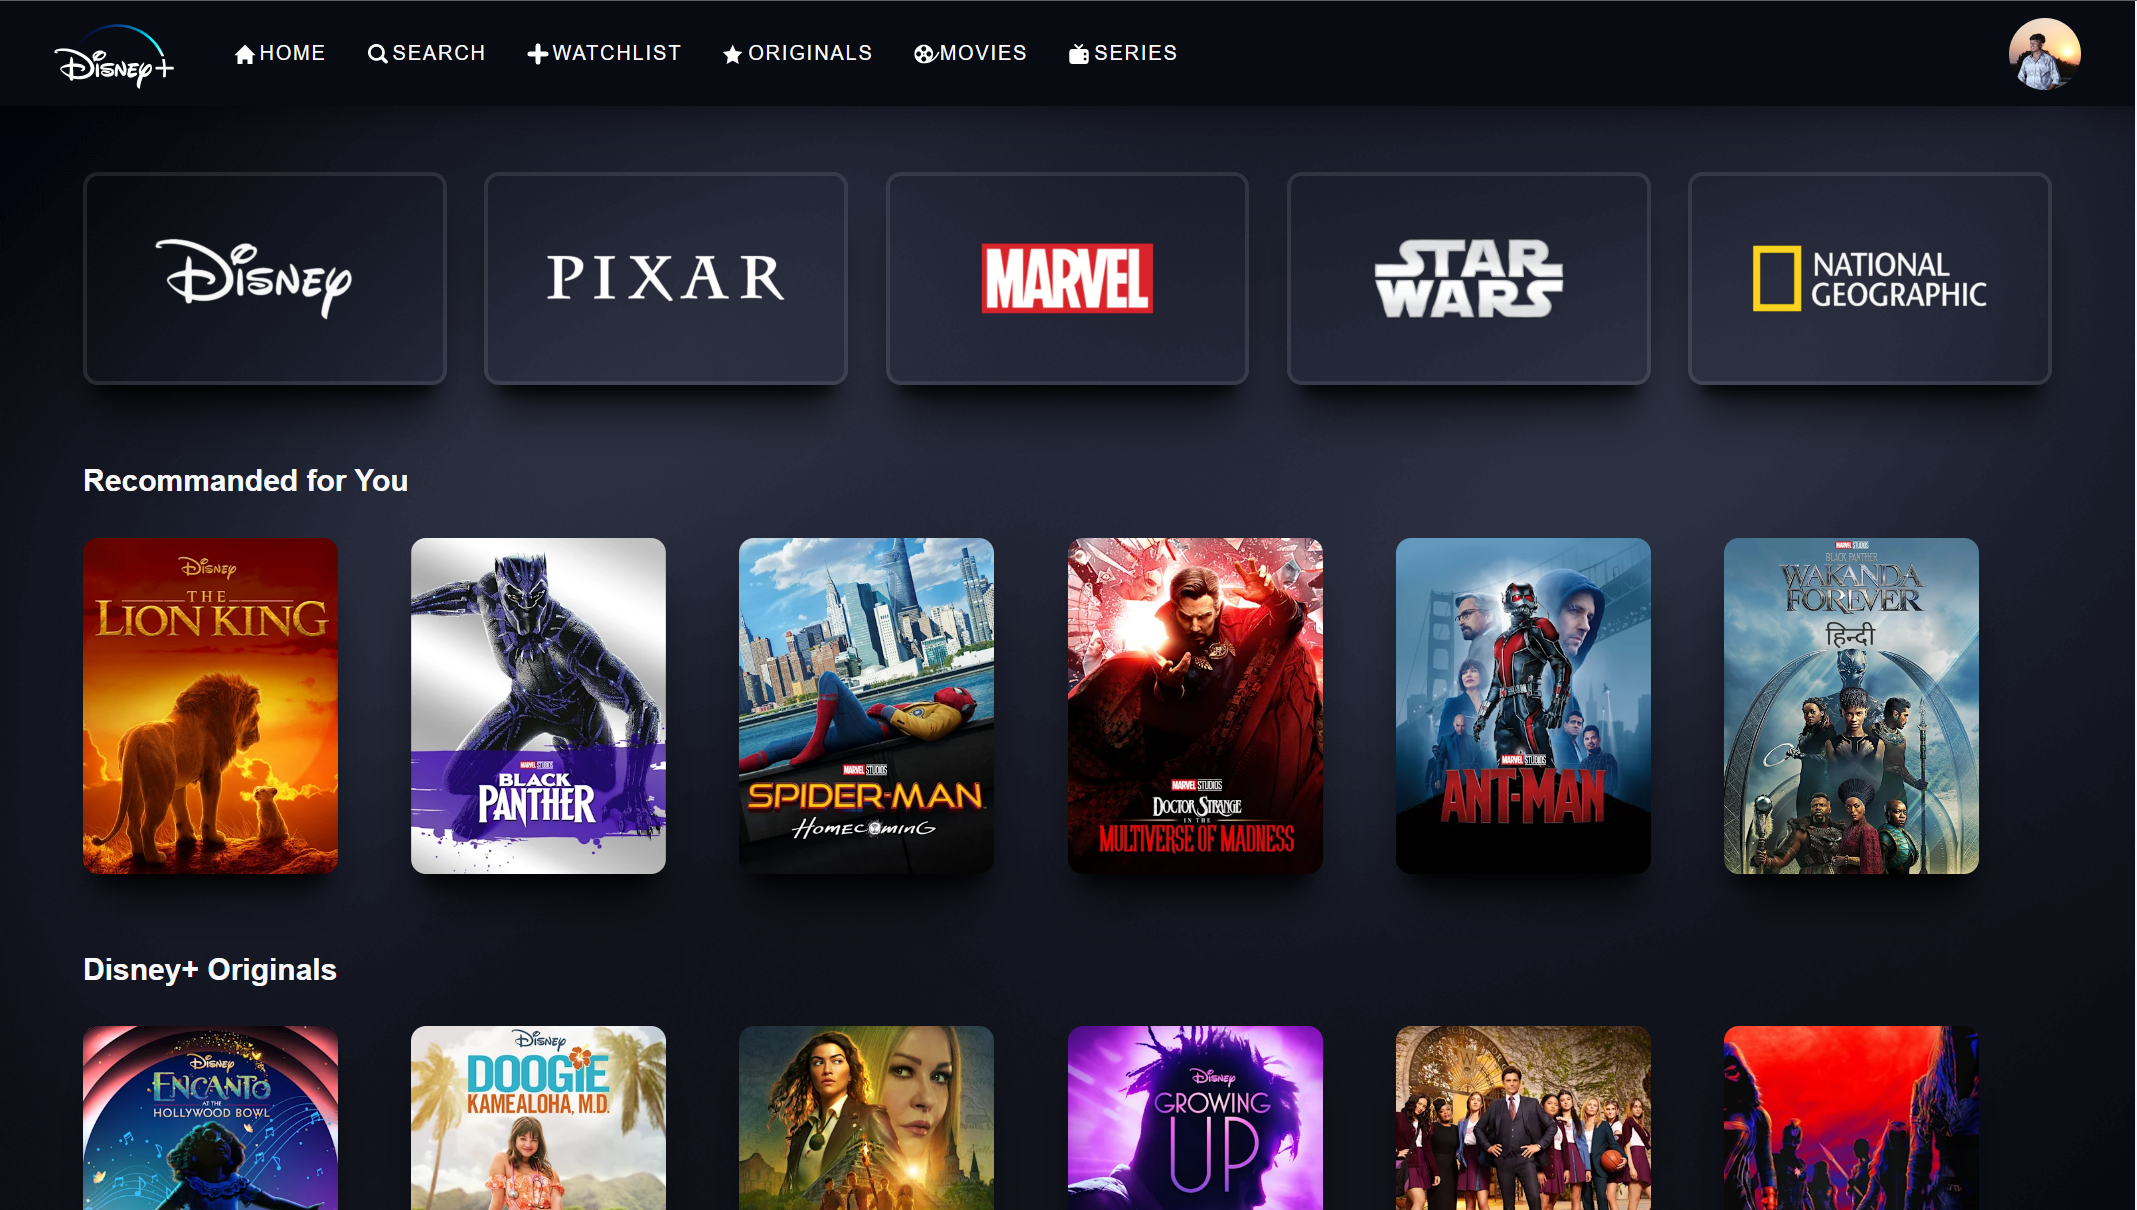 Disney+
HOME
SEARCH
WATCHLIST
ORIGINALS
MOVIES
SERIES
Disney
PIXAR
MARVEL
STAR
WARS
NATIONAL
GEOGRAPHIC
Recommanded for You
Disney
THE
LION KING
MARVEL STUDIOS
BLACK
PANTHER
MARVEL STUDIOS
SPIDER-MAN
HOMECOMING
MARVEL STUDIOS
DOCTOR STRANGE
IN THE
MULTIVERSE OF MADNESS
MARVEL STUDIOS
ANT-MAN
MARVEL STUDIOS
BLACK PANTHER
WAKANDA
FOREVER
हिन्दी
Disney+ Originals
Disney
ENCANTO
AT THE
HOLLYWOOD BOWL
Disney
DOOGIE
KAMEALOHA, M.D.
Disney
GROWING
UP